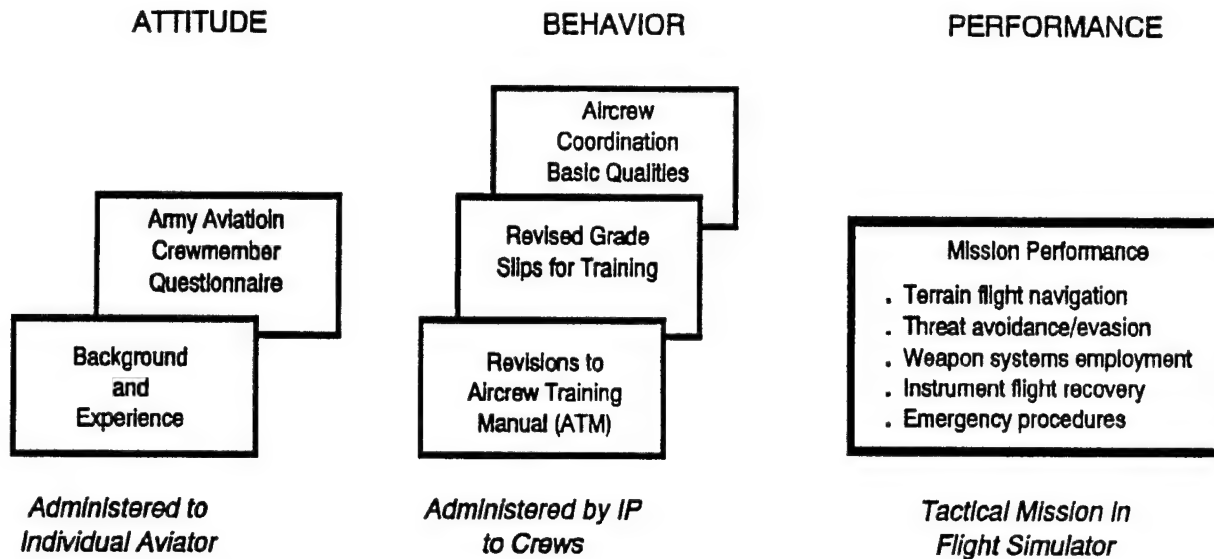 ATTITUDE
Army Aviatioin
Crewmember
Questionnaire
Background
and
Experience
Administered to
Individual Aviator
BEHAVIOR
Aircrew
Coordination
Basic Qualities
Revised Grade
Slips for Training
Revisions to
Aircrew Training
Manual (ATM)
Administered by IP
to Crews
PERFORMANCE
Mission Performance
. Terrain flight navigation
. Threat avoidance/evasion
. Weapon systems employment
. Instrument flight recovery
. Emergency procedures
Tactical Mission in
Flight Simulator